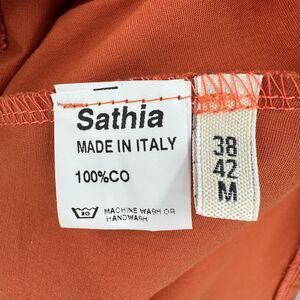 Sathia
MADE IN ITALY
100%CO
30
MACHINE WASH OR
HANDWASH
38
42
M